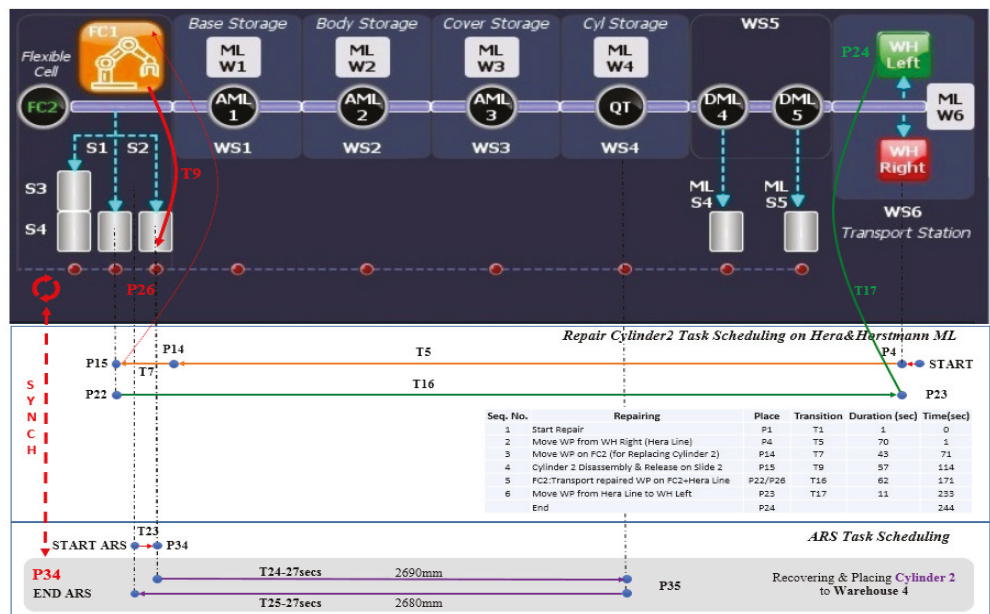 Base Storage
Body Storage
Cover Storage
Cyl Storage
WS5
FC1
Flexible
Cell
ML
W1
ML
W2
ML
W3
ML
W4
P24
WH
Left
FC2
AML
1
AML
2
AML
3
QT
DML
4
DML
5
ML
W6
S1
S2
WS1
WS2
WS3
WS4
WH
Right
T9
S3
S4
ML
S4
ML
S5
WS6
Transport Station
P26
T17
Repair Cylinder2 Task Scheduling on Hera&Horstmann ML
P15
P14
T7
T5
P4
START
P22
T16
P23
SYNCH
Seq. No. Repairing Place Transition Duration (sec) Time(sec)
1 Start Repair P1 T1 1 0
2 Move WP from WH Right (Hera Line) P4 T5 70 1
3 Move WP on FC2 (for Replacing Cylinder 2) P14 T7 43 71
4 Cylinder 2 Disassembly & Release on Slide 2 P15 T9 57 114
5 FC2:Transport repaired WP on FC2+Hera Line P22/P26 T16 62 171
6 Move WP from Hera Line to WH Left P23 T17 11 233
End P24 244
ARS Task Scheduling
T23
START ARS
P34
P34
END ARS
T24-27secs 2690mm
P35
T25-27secs 2680mm
Recovering & Placing Cylinder 2
to Warehouse 4